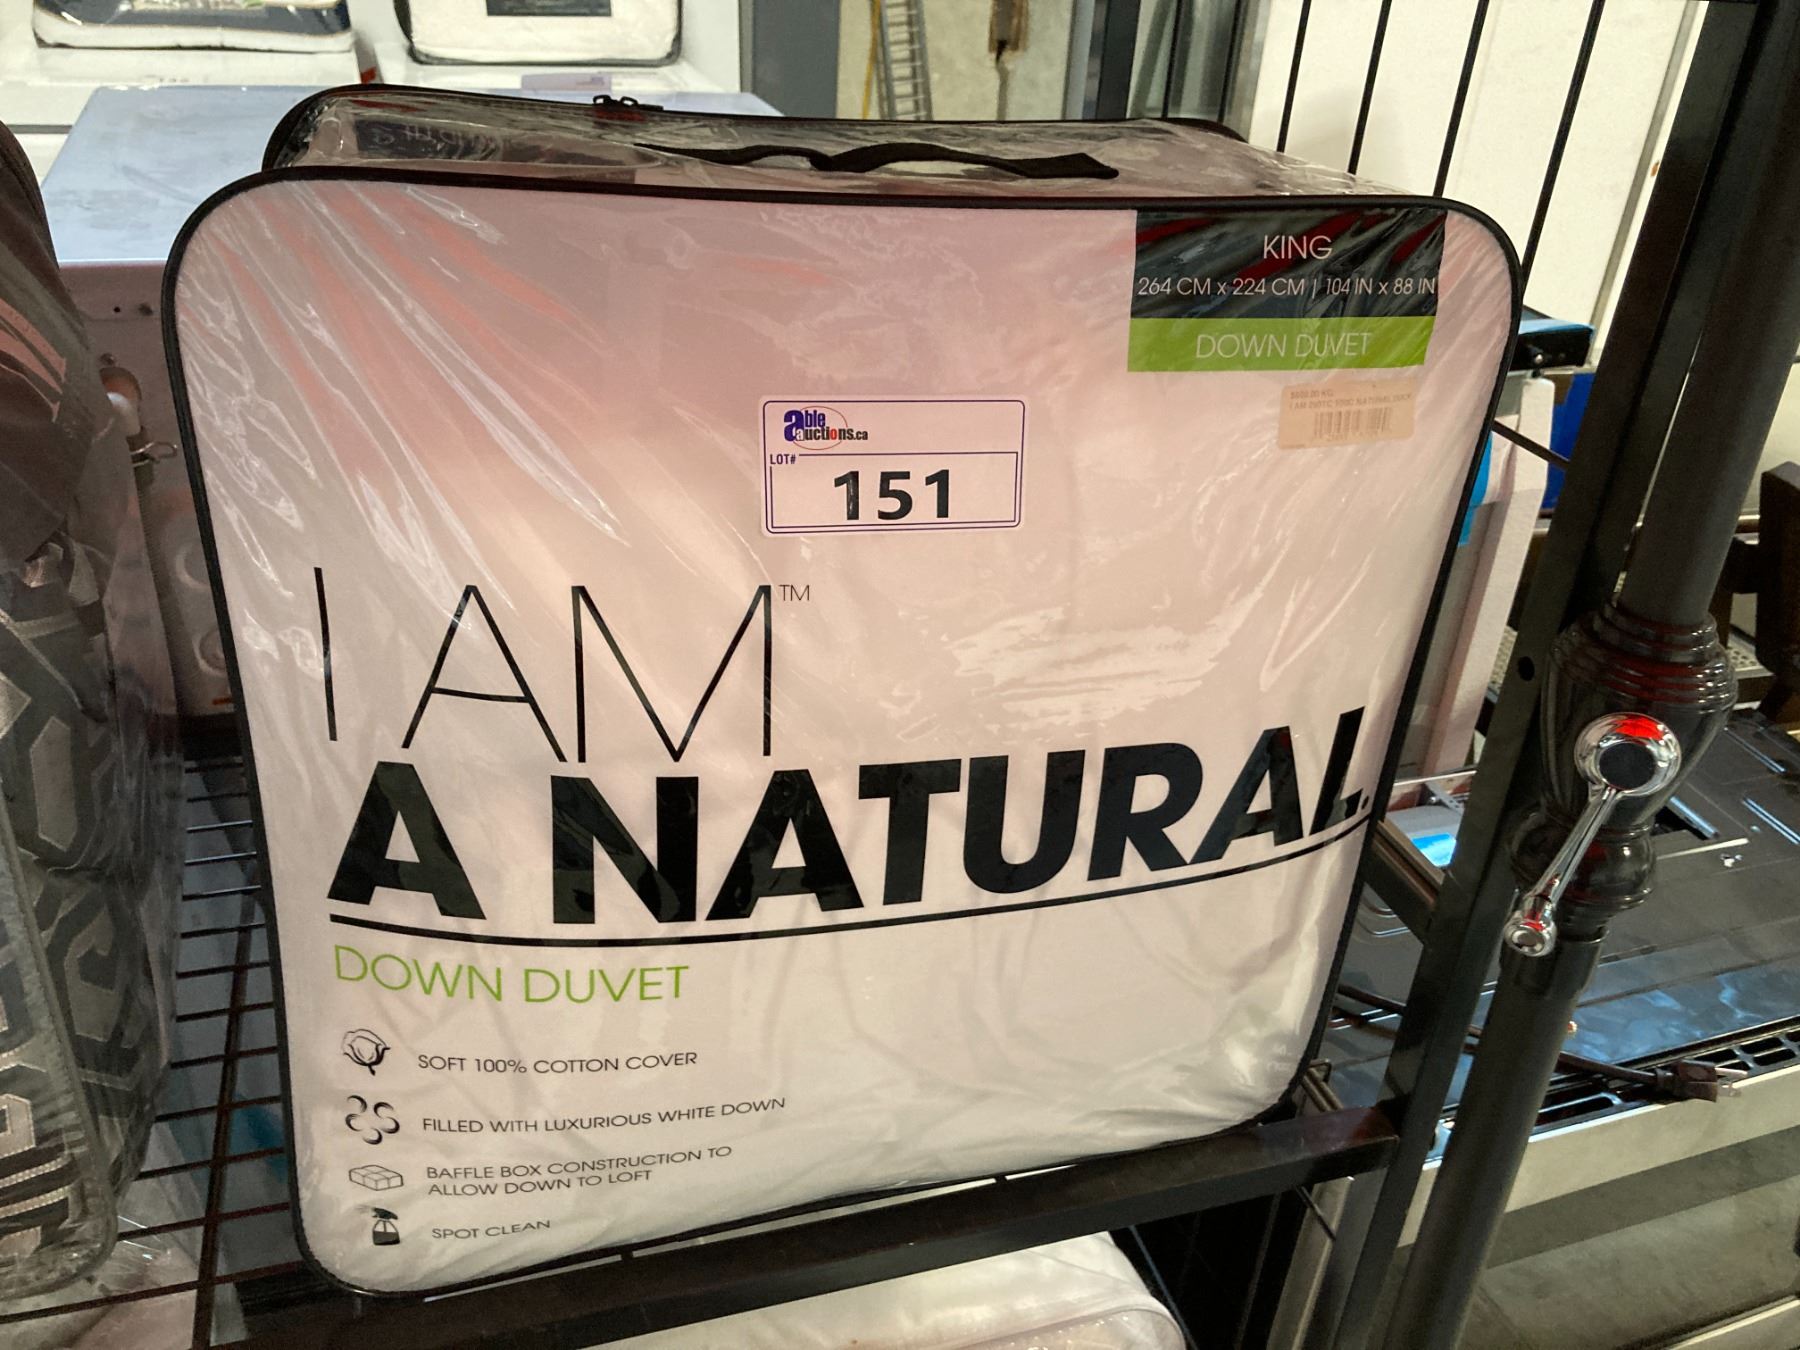 KING
264 CM x 224 CM | 104 IN x 88 IN
DOWN DUVET
able auctions.ca
LOT#
151
I AM™
A NATURAL.
DOWN DUVET
SOFT 100% COTTON COVER
FILLED WITH LUXURIOUS WHITE DOWN
BAFFLE BOX CONSTRUCTION TO
ALLOW DOWN TO LOFT
SPOT CLEAN